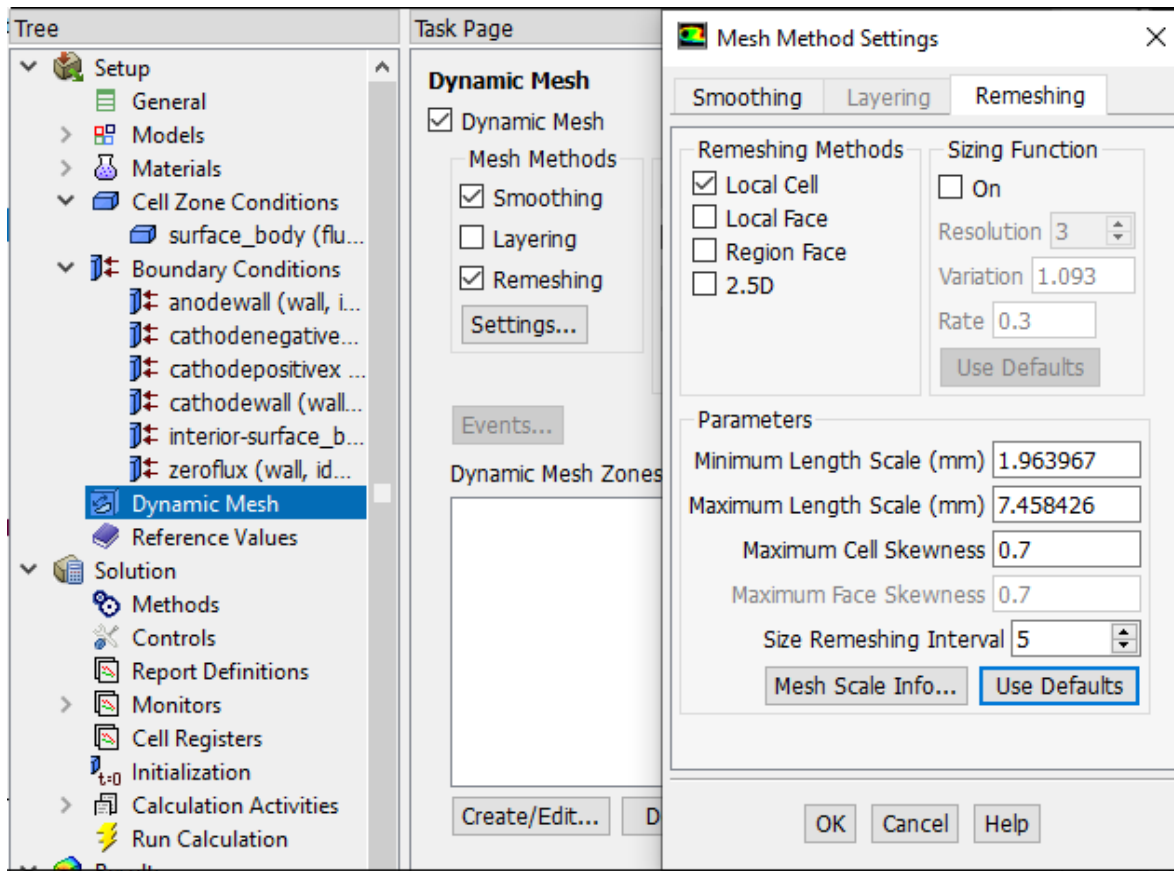 Tree
Setup
General
Models
Materials
Cell Zone Conditions
surface_body (flu...
Boundary Conditions
anodewall (wall, i...
cathodenegative...
cathodepositivex ...
cathodewall (wall...
interior-surface_b...
zeroflux (wall, id...
Dynamic Mesh
Reference Values
Solution
Methods
Controls
Report Definitions
Monitors
Cell Registers
t=0 Initialization
Calculation Activities
Run Calculation
Task Page
Dynamic Mesh
Dynamic Mesh
Mesh Methods
Smoothing
Layering
Remeshing
Settings...
Events...
Dynamic Mesh Zones
Create/Edit...
D
Mesh Method Settings
Smoothing Layering Remeshing
Remeshing Methods
Local Cell
Local Face
Region Face
2.5D
Sizing Function
On
Resolution 3
Variation 1.093
Rate 0.3
Use Defaults
Parameters
Minimum Length Scale (mm) 1.963967
Maximum Length Scale (mm) 7.458426
Maximum Cell Skewness 0.7
Maximum Face Skewness 0.7
Size Remeshing Interval 5
Mesh Scale Info... Use Defaults
OK Cancel Help